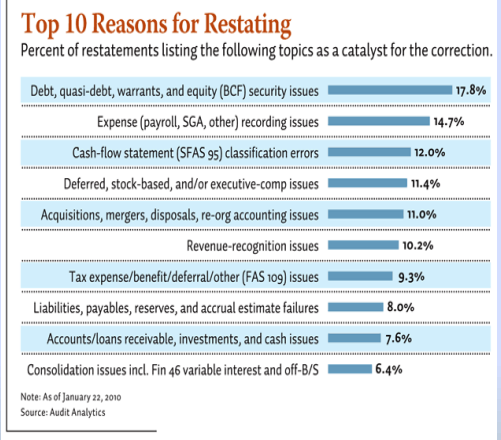 Top 10 Reasons for Restating
Percent of restatements listing the following topics as a catalyst for the correction.
Debt, quasi-debt, warrants, and equity (BCF) security issues 17.8%
Expense (payroll, SGA, other) recording issues 14.7%
Cash-flow statement (SFAS 95) classification errors 12.0%
Deferred, stock-based, and/or executive-comp issues 11.4%
Acquisitions, mergers, disposals, re-org accounting issues 11.0%
Revenue-recognition issues 10.2%
Tax expense/benefit/deferral/other (FAS 109) issues 9.3%
Liabilities, payables, reserves, and accrual estimate failures 8.0%
Accounts/loans receivable, investments, and cash issues 7.6%
Consolidation issues incl. Fin 46 variable interest and off-B/S 6.4%
Note: As of January 22, 2010
Source: Audit Analytics